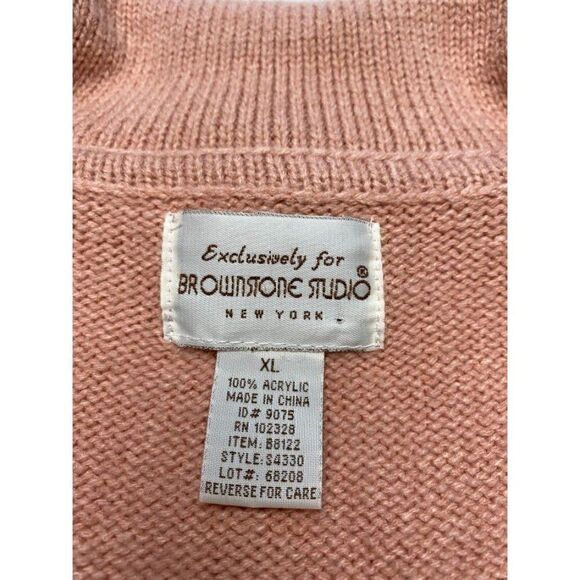 Exclusively for
BROWNSTONE STUDIO®
NEW YORK
XL
100% ACRYLIC
MADE IN CHINA
ID# 9075
RN 102328
ITEM: B8122
STYLE: S4330
LOT#: 68208
REVERSE FOR CARE